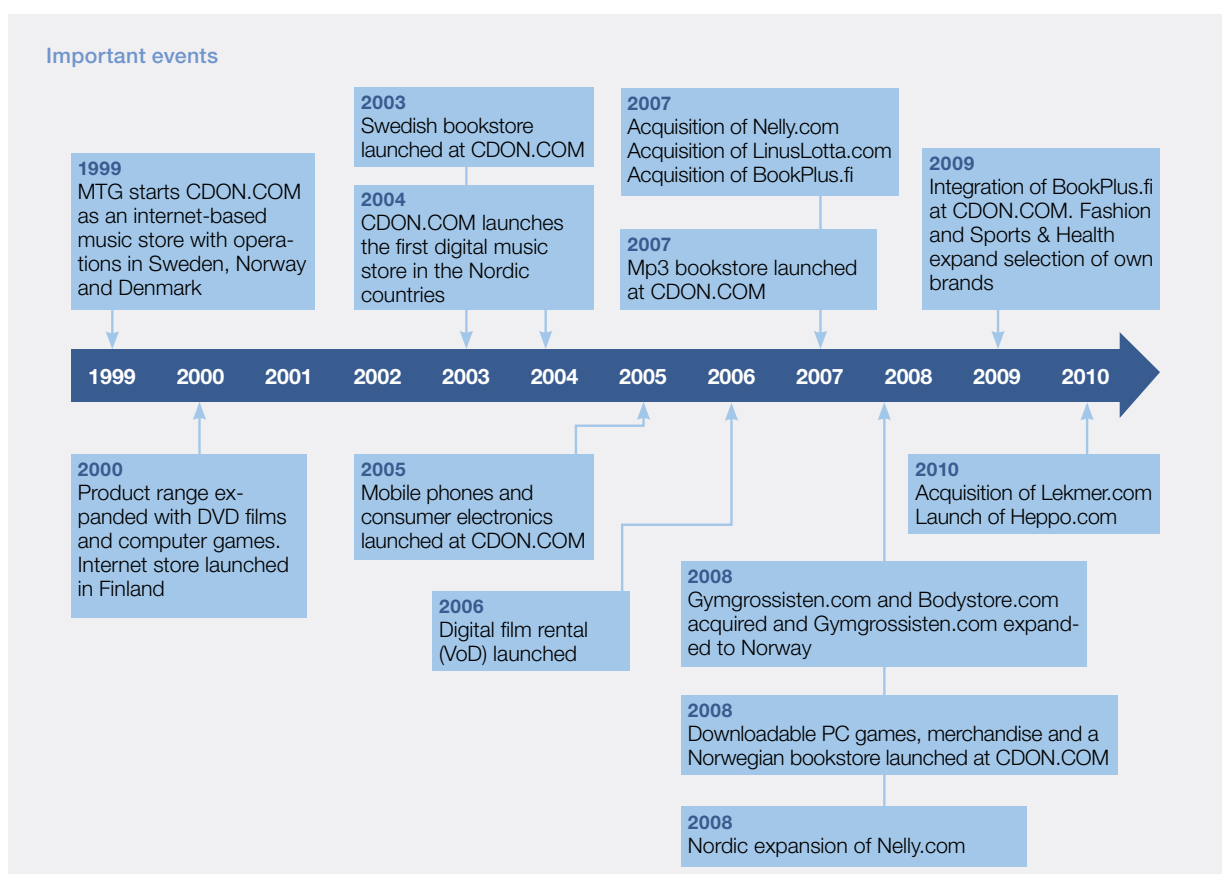 Important events
1999
MTG starts CDON.COM
as an internet-based
music store with opera-
tions in Sweden, Norway
and Denmark
2003
Swedish bookstore
launched at CDON.COM
2004
CDON.COM launches
the first digital music
store in the Nordic
countries
2007
Acquisition of Nelly.com
Acquisition of LinusLotta.com
Acquisition of BookPlus.fi
2007
Mp3 bookstore launched
at CDON.COM
2009
Integration of BookPlus.fi
at CDON.COM. Fashion
and Sports & Health
expand selection of own
brands
1999 2000 2001 2002 2003 2004 2005 2006 2007 2008 2009 2010
2000
Product range ex-
panded with DVD films
and computer games.
Internet store launched
in Finland
2005
Mobile phones and
consumer electronics
launched at CDON.COM
2006
Digital film rental
(VoD) launched
2010
Acquisition of Lekmer.com
Launch of Heppo.com
2008
Gymgrossisten.com and Bodystore.com
acquired and Gymgrossisten.com expand-
ed to Norway
2008
Downloadable PC games, merchandise and a
Norwegian bookstore launched at CDON.COM
2008
Nordic expansion of Nelly.com